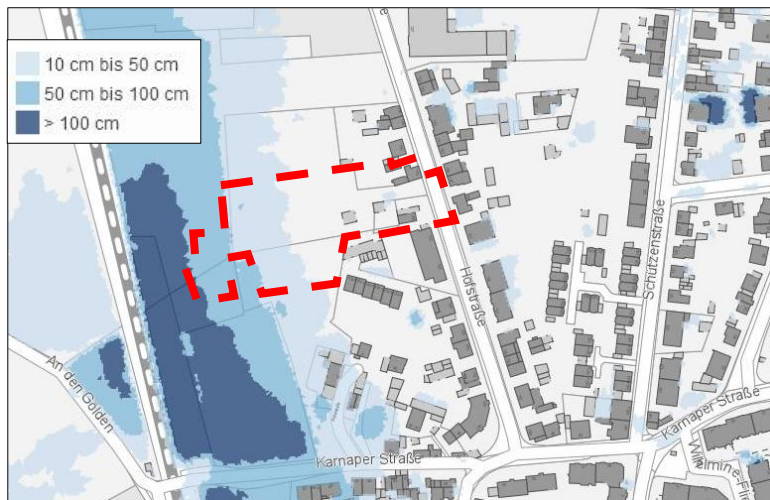 10 cm bis 50 cm
50 cm bis 100 cm
> 100 cm
Hofstraße
Schützenstraße
An den Gölden
Karnaper Straße
Karnaper Straße